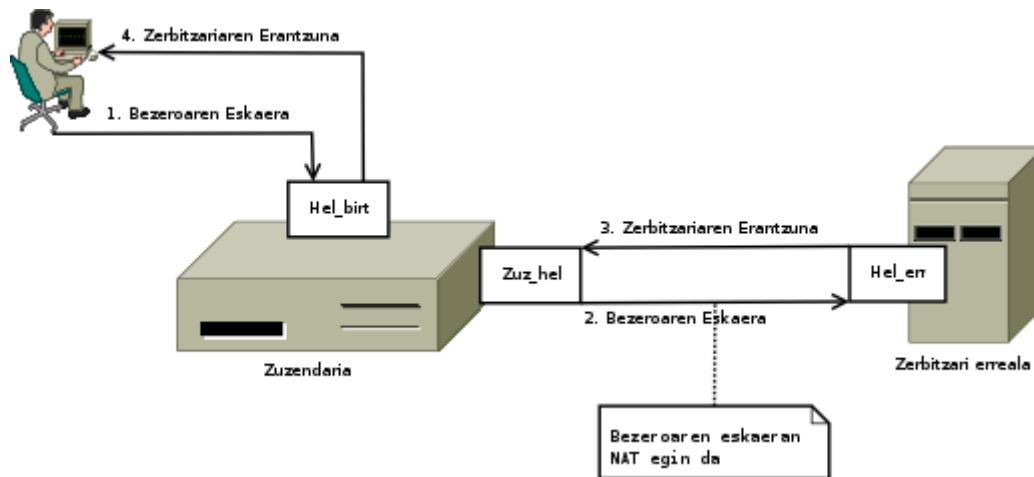 4. Zerbitzariaren Erantzuna
1. Bezeroaren Eskaera
Hel_birt
3. Zerbitzariaren Erantzuna
Zuz_hel
Hel_err
2. Bezeroaren Eskaera
Zuzendaria
Zerbitzari erreala
Bezeroaren eskaeran
NAT egin da